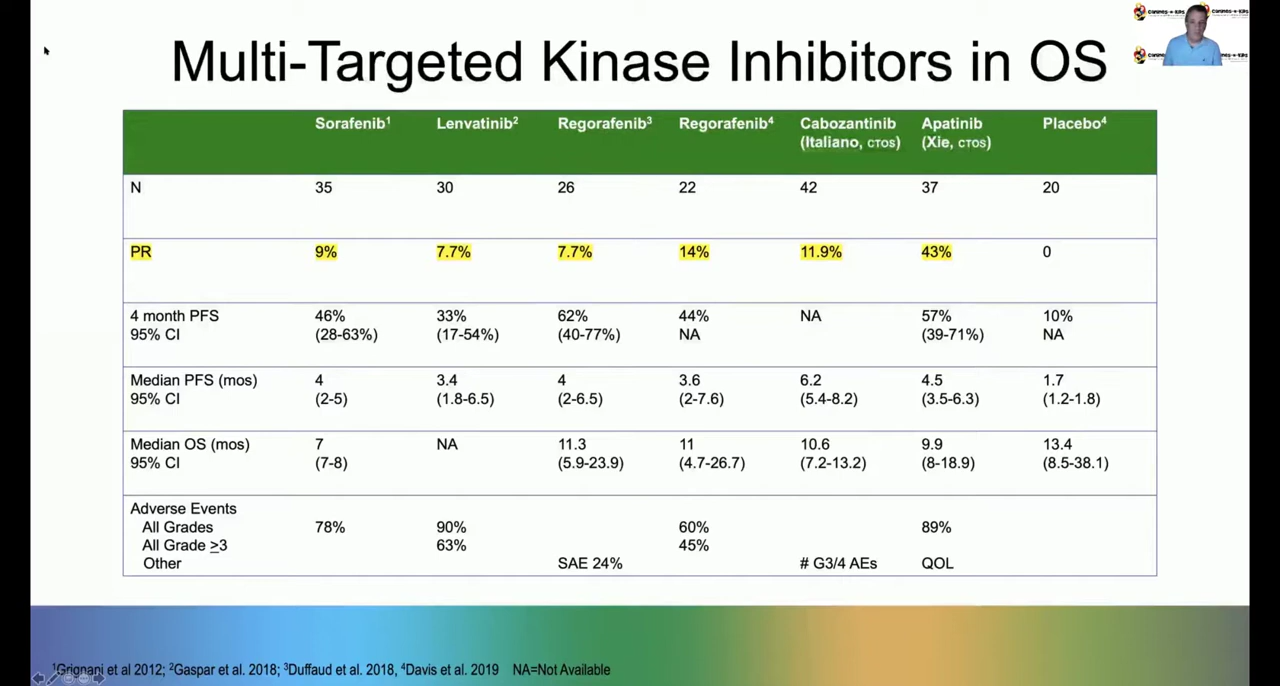 Multi-Targeted Kinase Inhibitors in OS
Sorafenib¹ Lenvatinib² Regorafenib³ Regorafenib⁴ Cabozantinib (Italiano, CTOS) Apatinib (Xie, CTOS) Placebo⁴
N 35 30 26 22 42 37 20
PR 9% 7.7% 7.7% 14% 11.9% 43% 0
4 month PFS 46% 33% 62% 44% NA 57% 10%
95% CI (28-63%) (17-54%) (40-77%) NA (39-71%) NA
Median PFS (mos) 4 3.4 4 3.6 6.2 4.5 1.7
95% CI (2-5) (1.8-6.5) (2-6.5) (2-7.6) (5.4-8.2) (3.5-6.3) (1.2-1.8)
Median OS (mos) 7 NA 11.3 11 10.6 9.9 13.4
95% CI (7-8) (5.9-23.9) (4.7-26.7) (7.2-13.2) (8-18.9) (8.5-38.1)
Adverse Events
All Grades 78% 90% 60% 89%
All Grade >3 63% 45%
Other SAE 24% # G3/4 AEs QOL
¹Grignani et al 2012; ²Gaspar et al. 2018; ³Duffaud et al. 2018, ⁴Davis et al. 2019 NA=Not Available